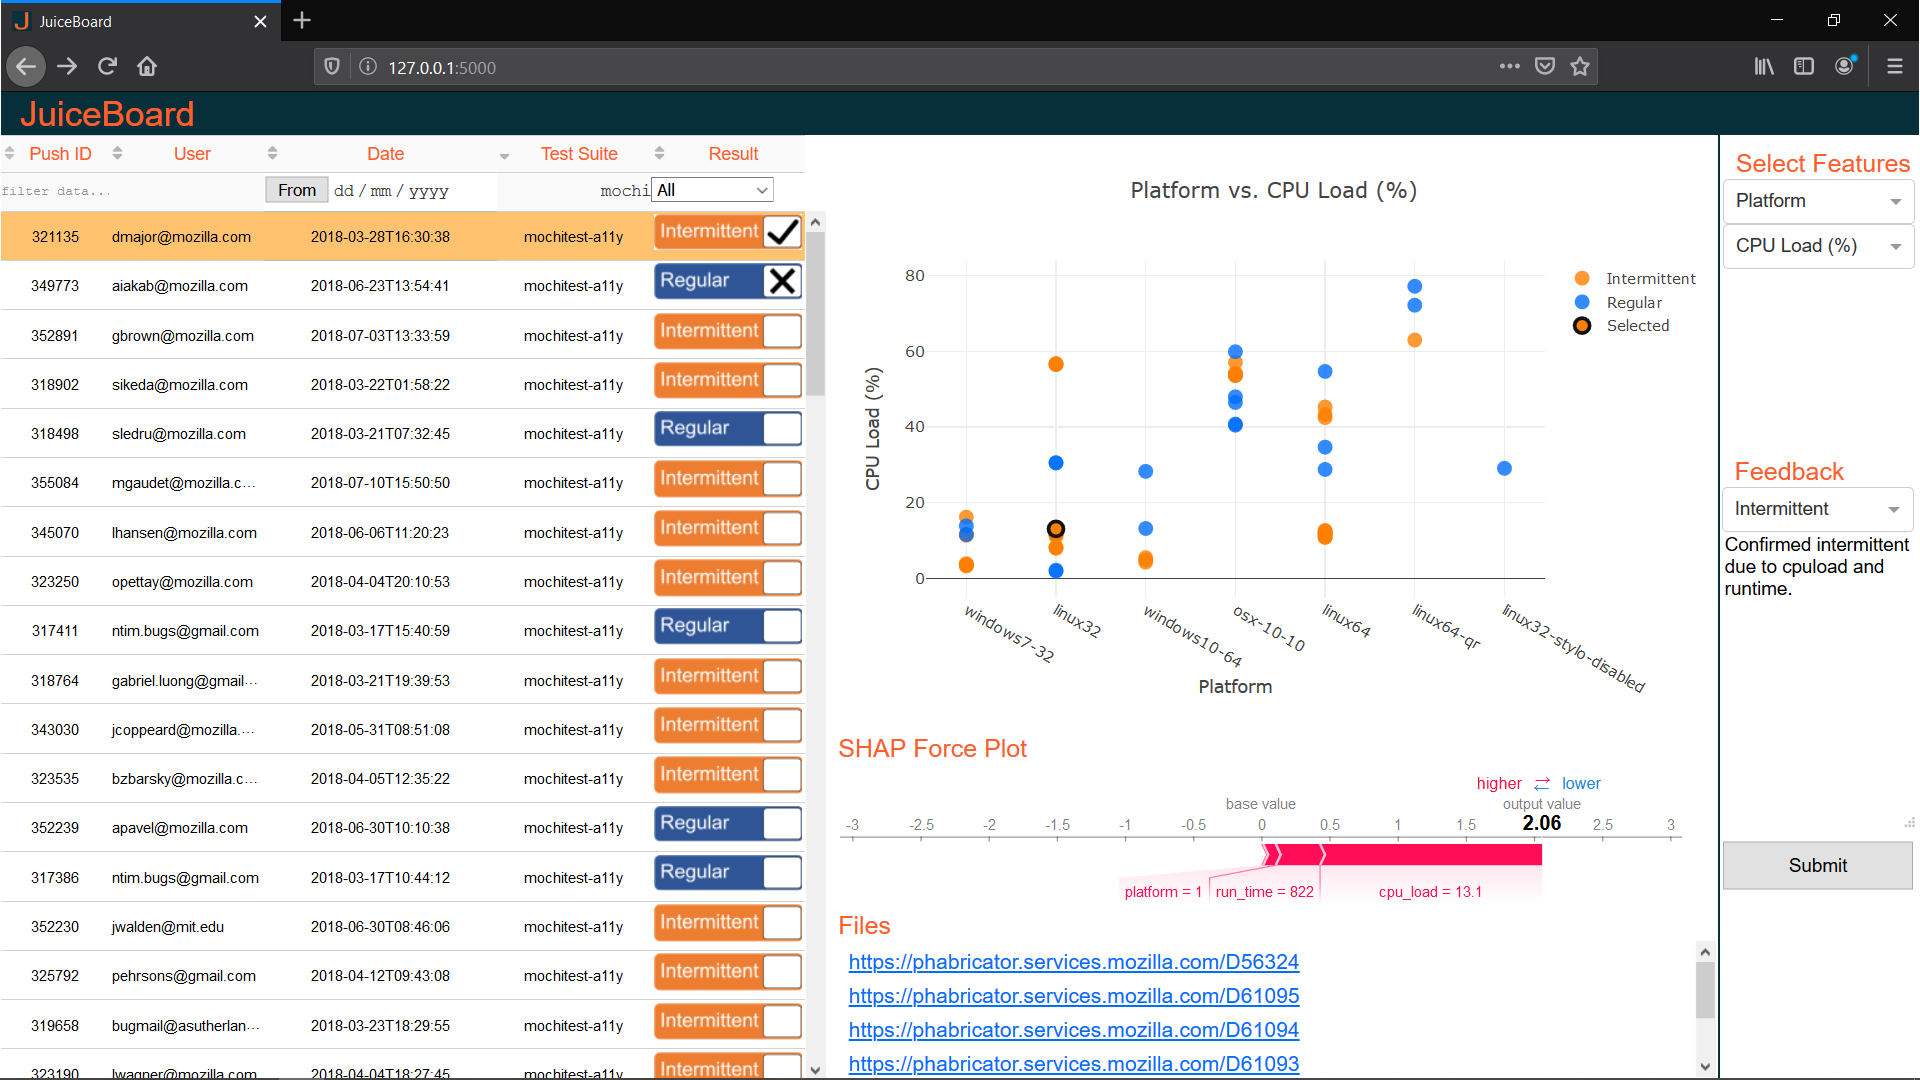 JuiceBoard
127.0.0.1:5000
JuiceBoard
Push ID User Date Test Suite Result
filter data... From dd / mm / yyyy mochi All
321135 dmajor@mozilla.com 2018-03-28T16:30:38 mochitest-a11y Intermittent
349773 aiakab@mozilla.com 2018-06-23T13:54:41 mochitest-a11y Regular
352891 gbrown@mozilla.com 2018-07-03T13:33:59 mochitest-a11y Intermittent
318902 sikeda@mozilla.com 2018-03-22T01:58:22 mochitest-a11y Intermittent
318498 sledru@mozilla.com 2018-03-21T07:32:45 mochitest-a11y Regular
355084 mgaudet@mozilla.c... 2018-07-10T15:50:50 mochitest-a11y Intermittent
345070 lhansen@mozilla.com 2018-06-06T11:20:23 mochitest-a11y Intermittent
323250 opettay@mozilla.com 2018-04-04T20:10:53 mochitest-a11y Intermittent
317411 ntim.bugs@gmail.com 2018-03-17T15:40:59 mochitest-a11y Regular
318764 gabriel.luong@gmail... 2018-03-21T19:39:53 mochitest-a11y Intermittent
343030 jcoppeard@mozilla.... 2018-05-31T08:51:08 mochitest-a11y Intermittent
323535 bzbarsky@mozilla.c... 2018-04-05T12:35:22 mochitest-a11y Intermittent
352239 apavel@mozilla.com 2018-06-30T10:10:38 mochitest-a11y Regular
317386 ntim.bugs@gmail.com 2018-03-17T10:44:12 mochitest-a11y Regular
352230 jwalden@mit.edu 2018-06-30T08:46:06 mochitest-a11y Intermittent
325792 pehrsons@gmail.com 2018-04-12T09:43:08 mochitest-a11y Intermittent
319658 bugmail@asutherlan... 2018-03-23T18:29:55 mochitest-a11y Intermittent
323190 lwagner@mozilla.com 2018-04-04T18:27:45 mochitest-a11y Intermittent
Platform vs. CPU Load (%)
80
60
40
20
0
CPU Load (%)
windows7-32
linux32
windows10-64
osx-10-10
linux64
linux64-qr
linux32-stylo-disabled
Platform
Intermittent
Regular
Selected
SHAP Force Plot
higher ⇄ lower
base value output value
-3 -2.5 -2 -1.5 -1 -0.5 0 0.5 1 1.5 2.06 2.5 3
platform = 1 run_time = 822 cpu_load = 13.1
Files
https://phabricator.services.mozilla.com/D56324
https://phabricator.services.mozilla.com/D61095
https://phabricator.services.mozilla.com/D61094
https://phabricator.services.mozilla.com/D61093
Select Features
Platform
CPU Load (%)
Feedback
Intermittent
Confirmed intermittent
due to cpuload and
runtime.
Submit